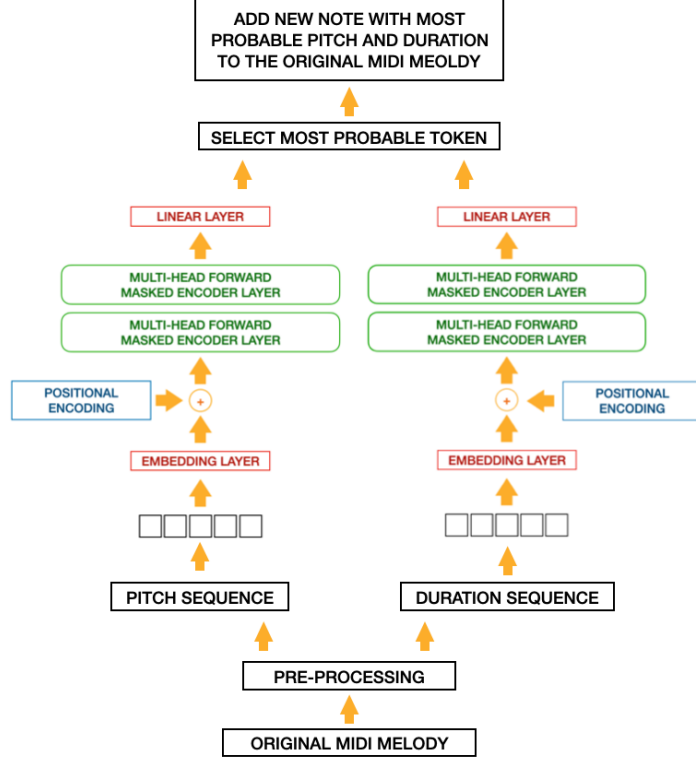 ADD NEW NOTE WITH MOST
PROBABLE PITCH AND DURATION
TO THE ORIGINAL MIDI MEOLDY
SELECT MOST PROBABLE TOKEN
LINEAR LAYER
LINEAR LAYER
MULTI-HEAD FORWARD
MASKED ENCODER LAYER
MULTI-HEAD FORWARD
MASKED ENCODER LAYER
MULTI-HEAD FORWARD
MASKED ENCODER LAYER
MULTI-HEAD FORWARD
MASKED ENCODER LAYER
POSITIONAL
ENCODING
+
+
POSITIONAL
ENCODING
EMBEDDING LAYER
EMBEDDING LAYER
PITCH SEQUENCE
DURATION SEQUENCE
PRE-PROCESSING
ORIGINAL MIDI MELODY